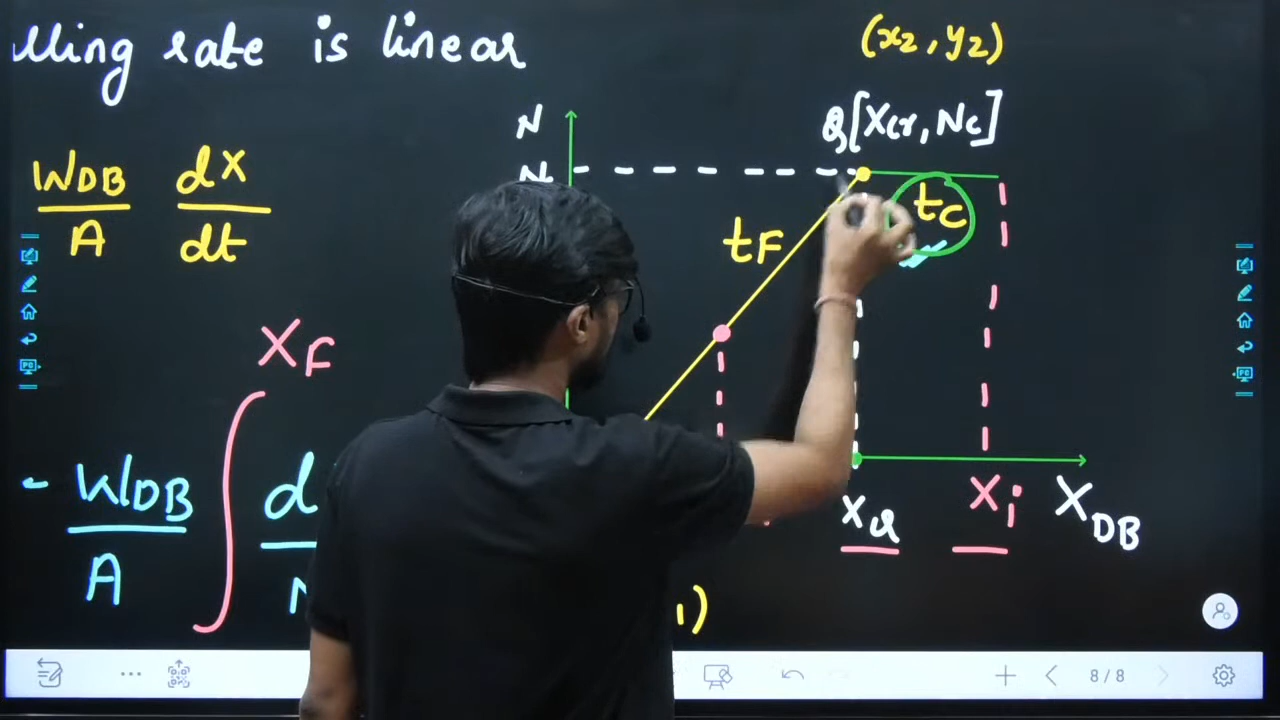 lling rate is linear
(x2, y2)
N
Q[Xcr, Nc]
WDB
A
dX
dt
N
tF
tc
XF
- WDB
A
d
Xcr
Xi
XDB
1)
8/8